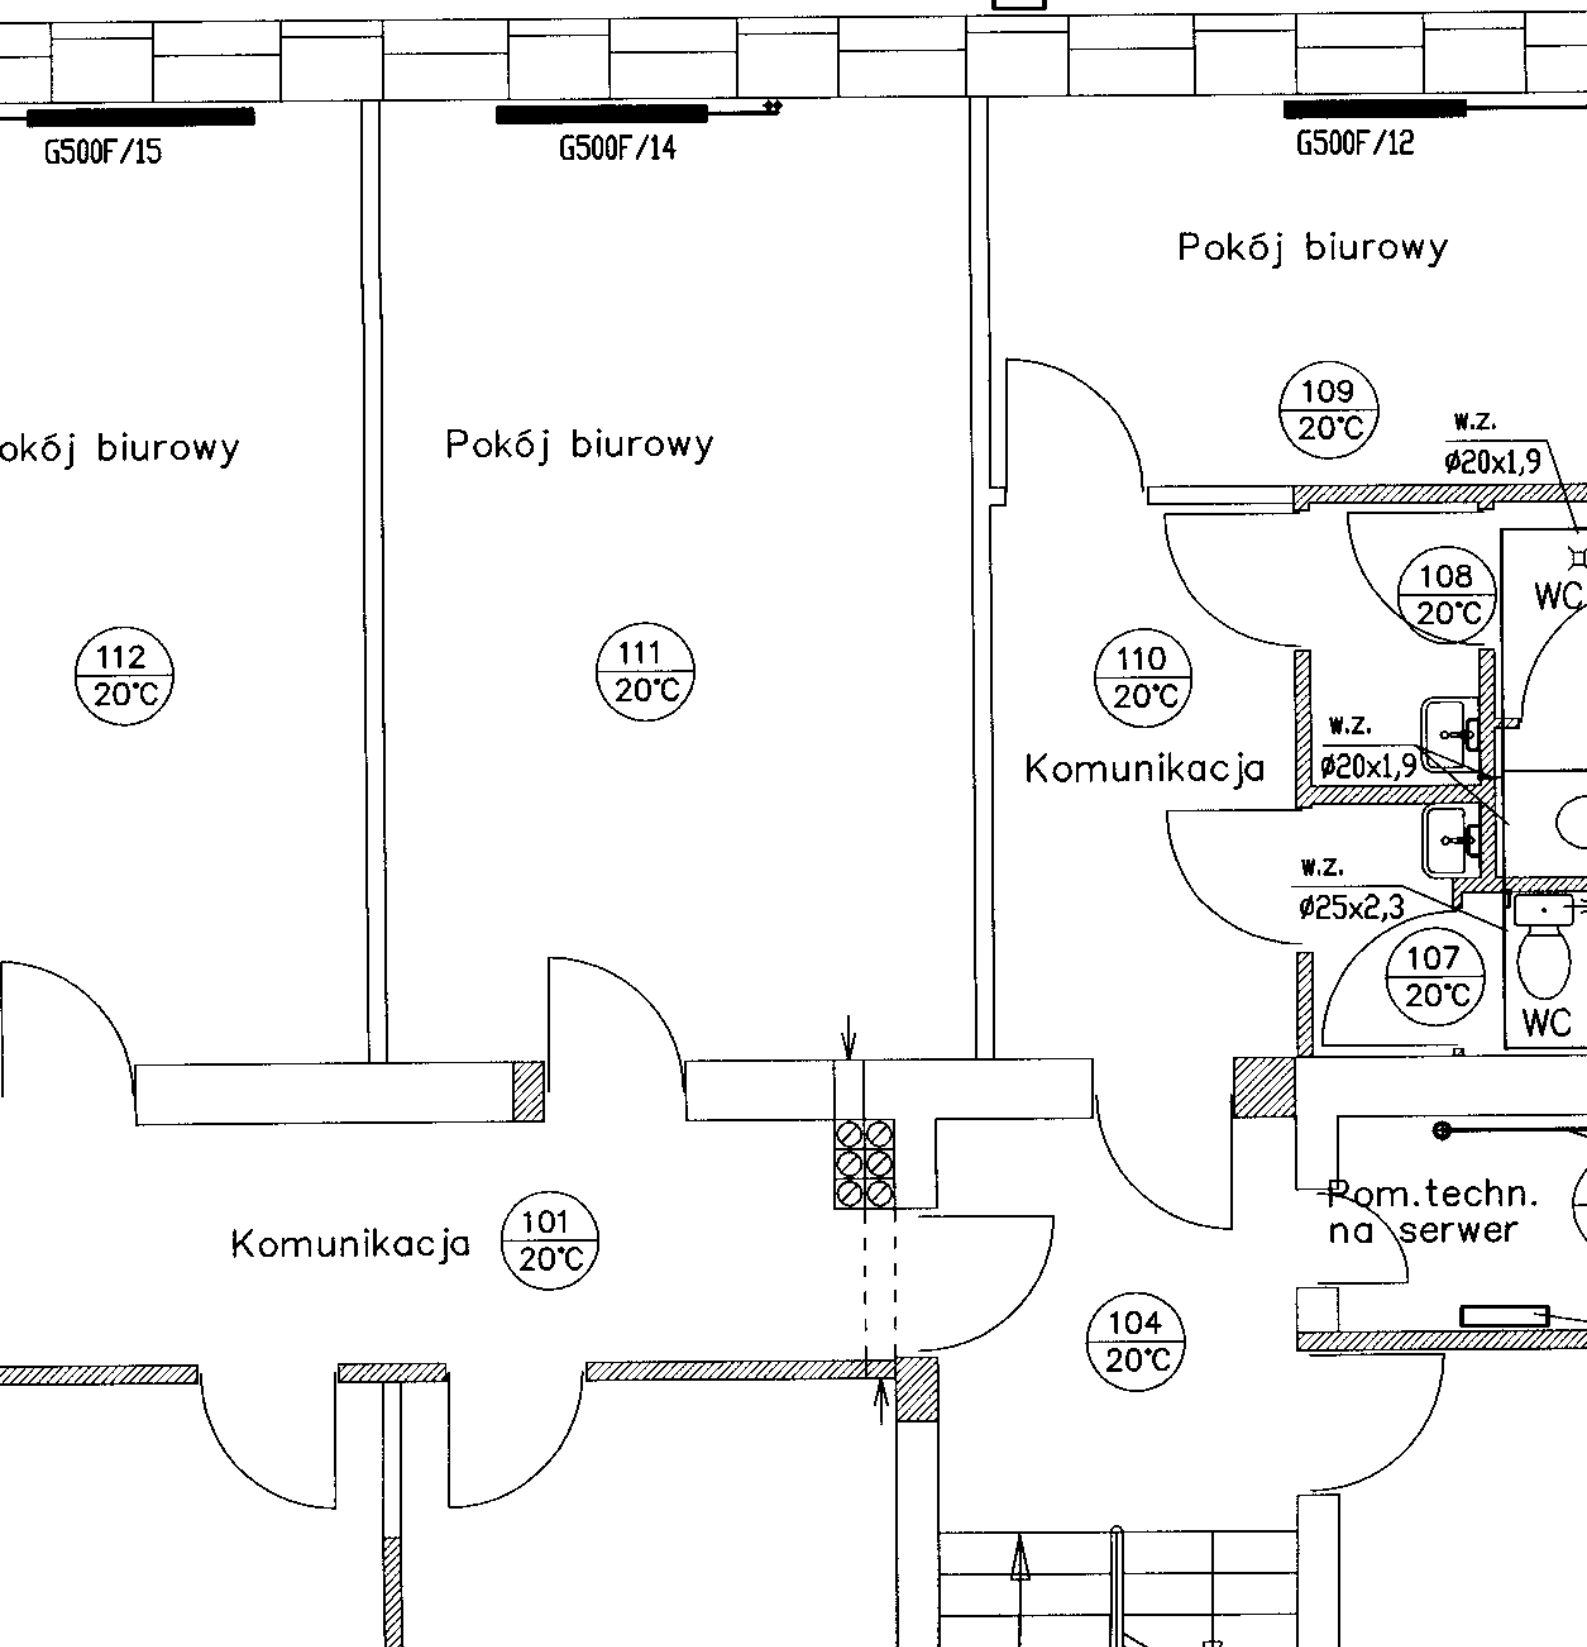 G500F/15
G500F/14
G500F/12
Pokój biurowy
109
20°C
w.z.
ø20x1,9
okój biurowy
Pokój biurowy
108
20°C
WC
112
20°C
111
20°C
110
20°C
w.z.
ø20x1,9
Komunikacja
w.z.
ø25x2,3
107
20°C
WC
Pom.techn.
na serwer
Komunikacja
101
20°C
104
20°C